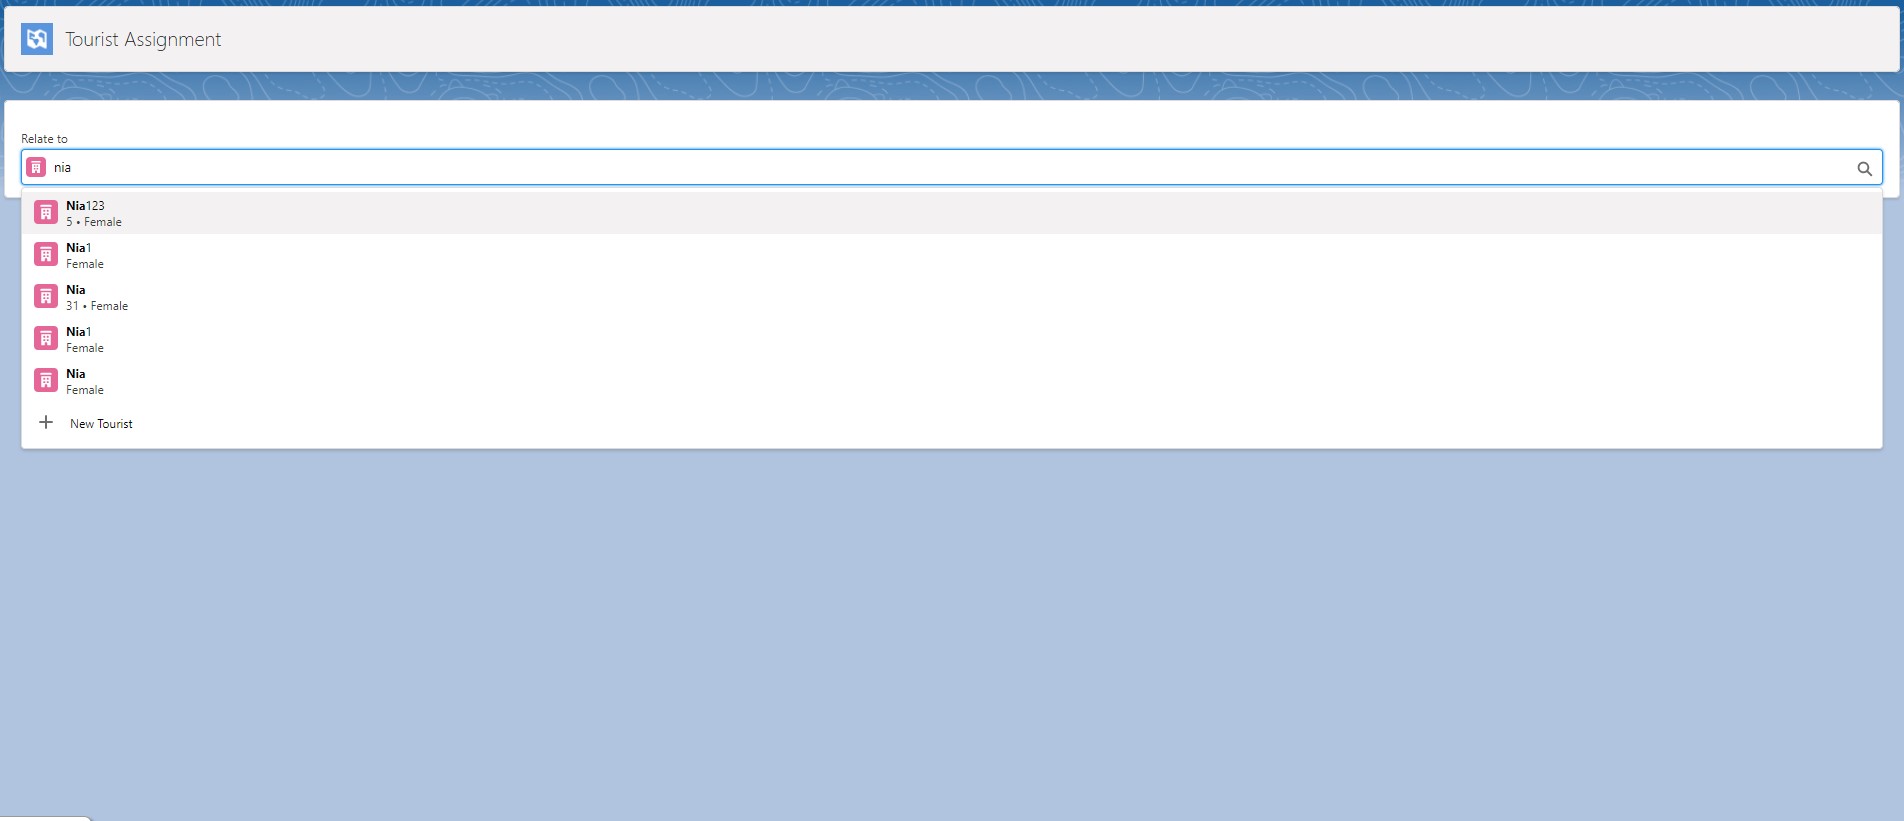 Tourist Assignment
Relate to
nia
Nia123
5 • Female
Nia1
Female
Nia
31 • Female
Nia1
Female
Nia
Female
New Tourist